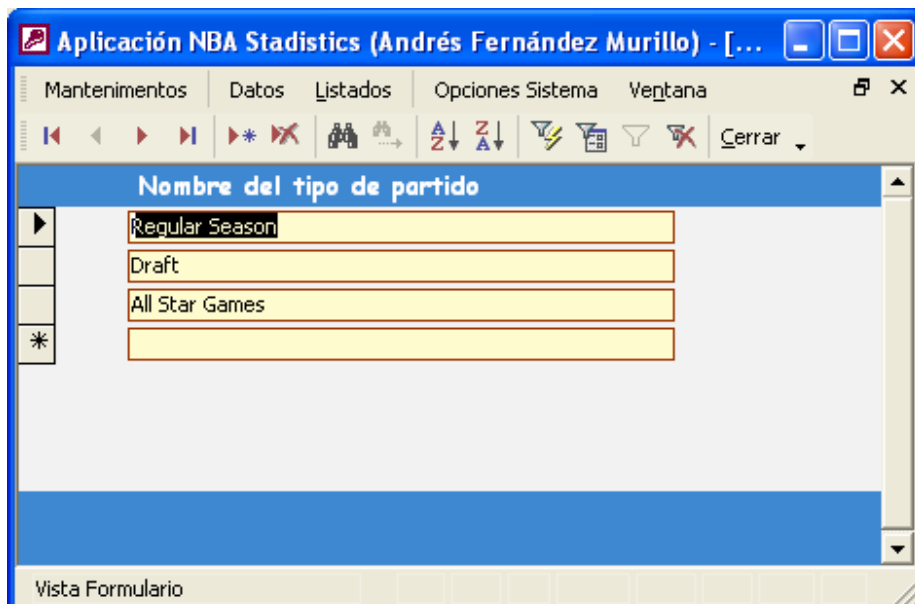 Aplicación NBA Stadistics (Andrés Fernández Murillo) - [...
Mantenimentos Datos Listados Opciones Sistema Ventana
Cerrar
Nombre del tipo de partido
Regular Season
Draft
All Star Games
Vista Formulario